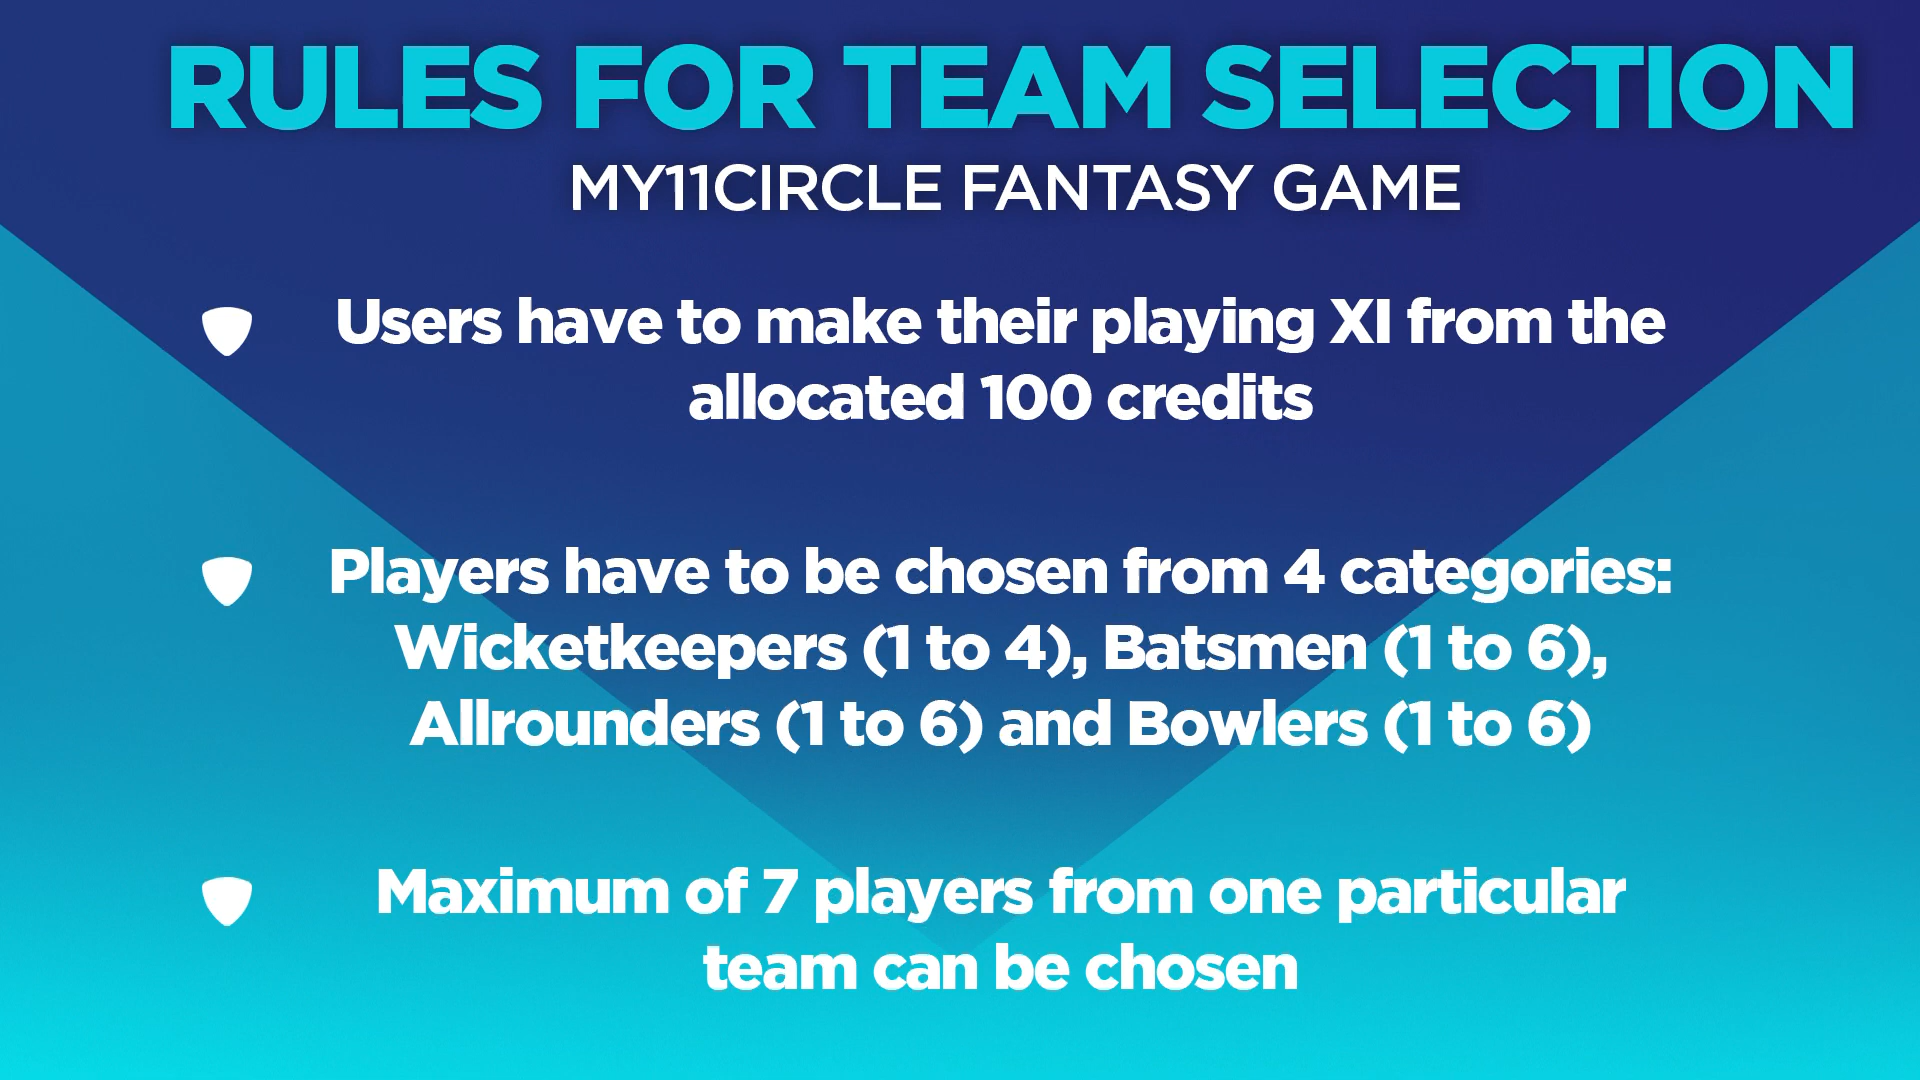 RULES FOR TEAM SELECTION
MY11CIRCLE FANTASY GAME
Users have to make their playing XI from the
allocated 100 credits
Players have to be chosen from 4 categories:
Wicketkeepers (1 to 4), Batsmen (1 to 6),
Allrounders (1 to 6) and Bowlers (1 to 6)
Maximum of 7 players from one particular
team can be chosen